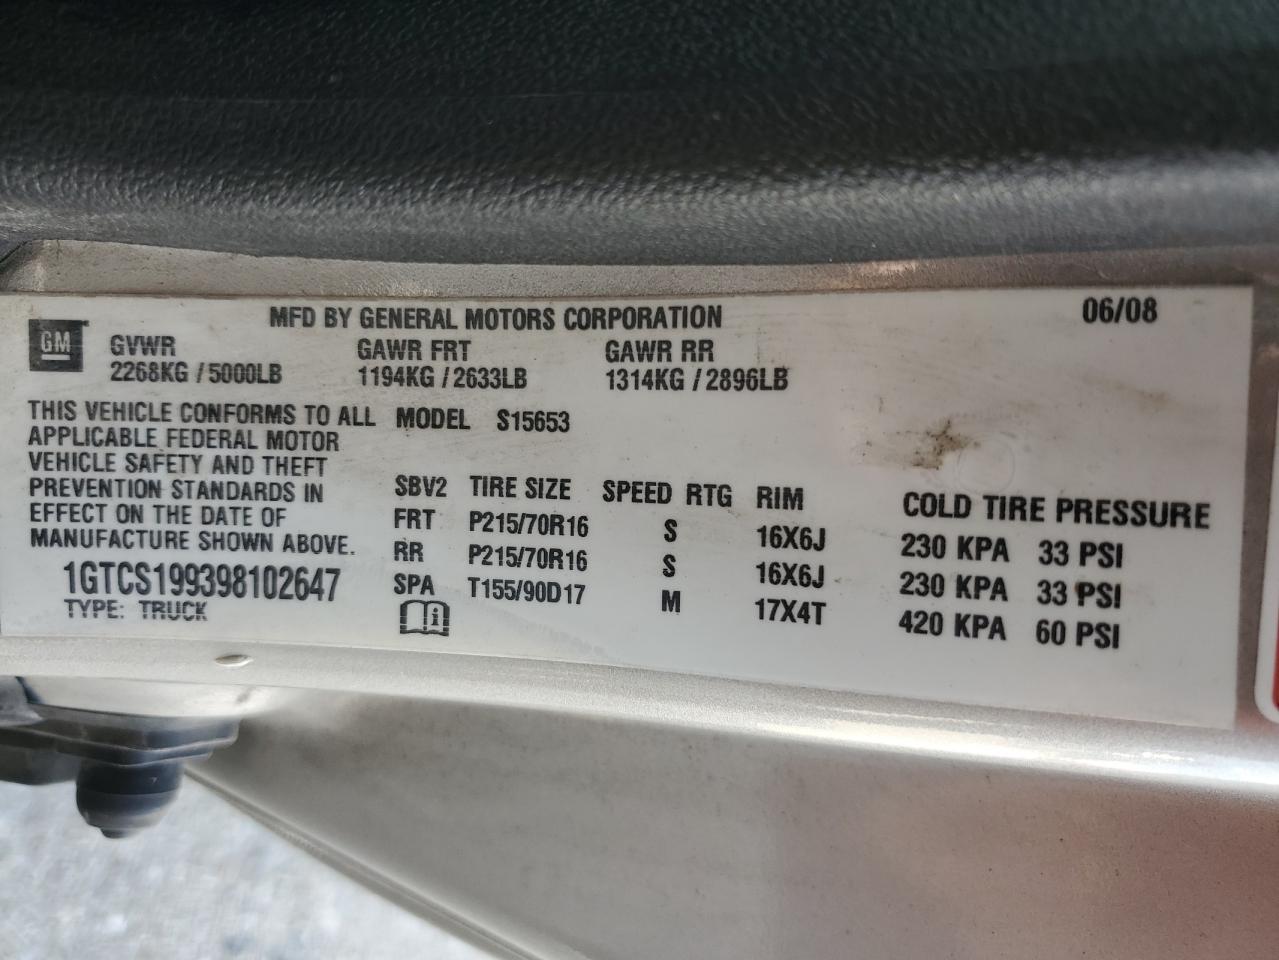 MFD BY GENERAL MOTORS CORPORATION 06/08
GM
GVWR GAWR FRT GAWR RR
2268KG / 5000LB 1194KG / 2633LB 1314KG / 2896LB
THIS VEHICLE CONFORMS TO ALL
APPLICABLE FEDERAL MOTOR
VEHICLE SAFETY AND THEFT
PREVENTION STANDARDS IN
EFFECT ON THE DATE OF
MANUFACTURE SHOWN ABOVE.
1GTCS199398102647
TYPE: TRUCK
MODEL S15653
SBV2 TIRE SIZE SPEED RTG RIM COLD TIRE PRESSURE
FRT P215/70R16 S 16X6J 230 KPA 33 PSI
RR P215/70R16 S 16X6J 230 KPA 33 PSI
SPA T155/90D17 M 17X4T 420 KPA 60 PSI